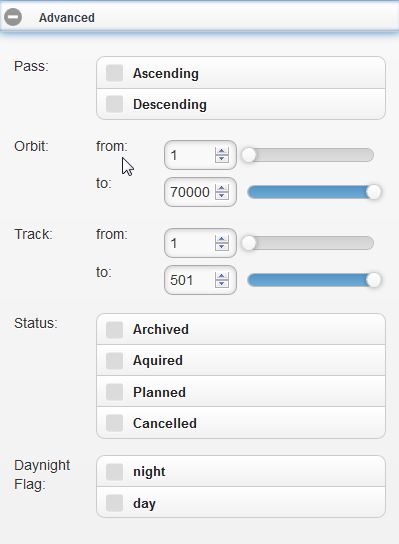 Advanced
Pass:
Ascending
Descending
Orbit: from: 1
to: 70000
Track: from: 1
to: 501
Status:
Archived
Aquired
Planned
Cancelled
Daynight
Flag:
night
day